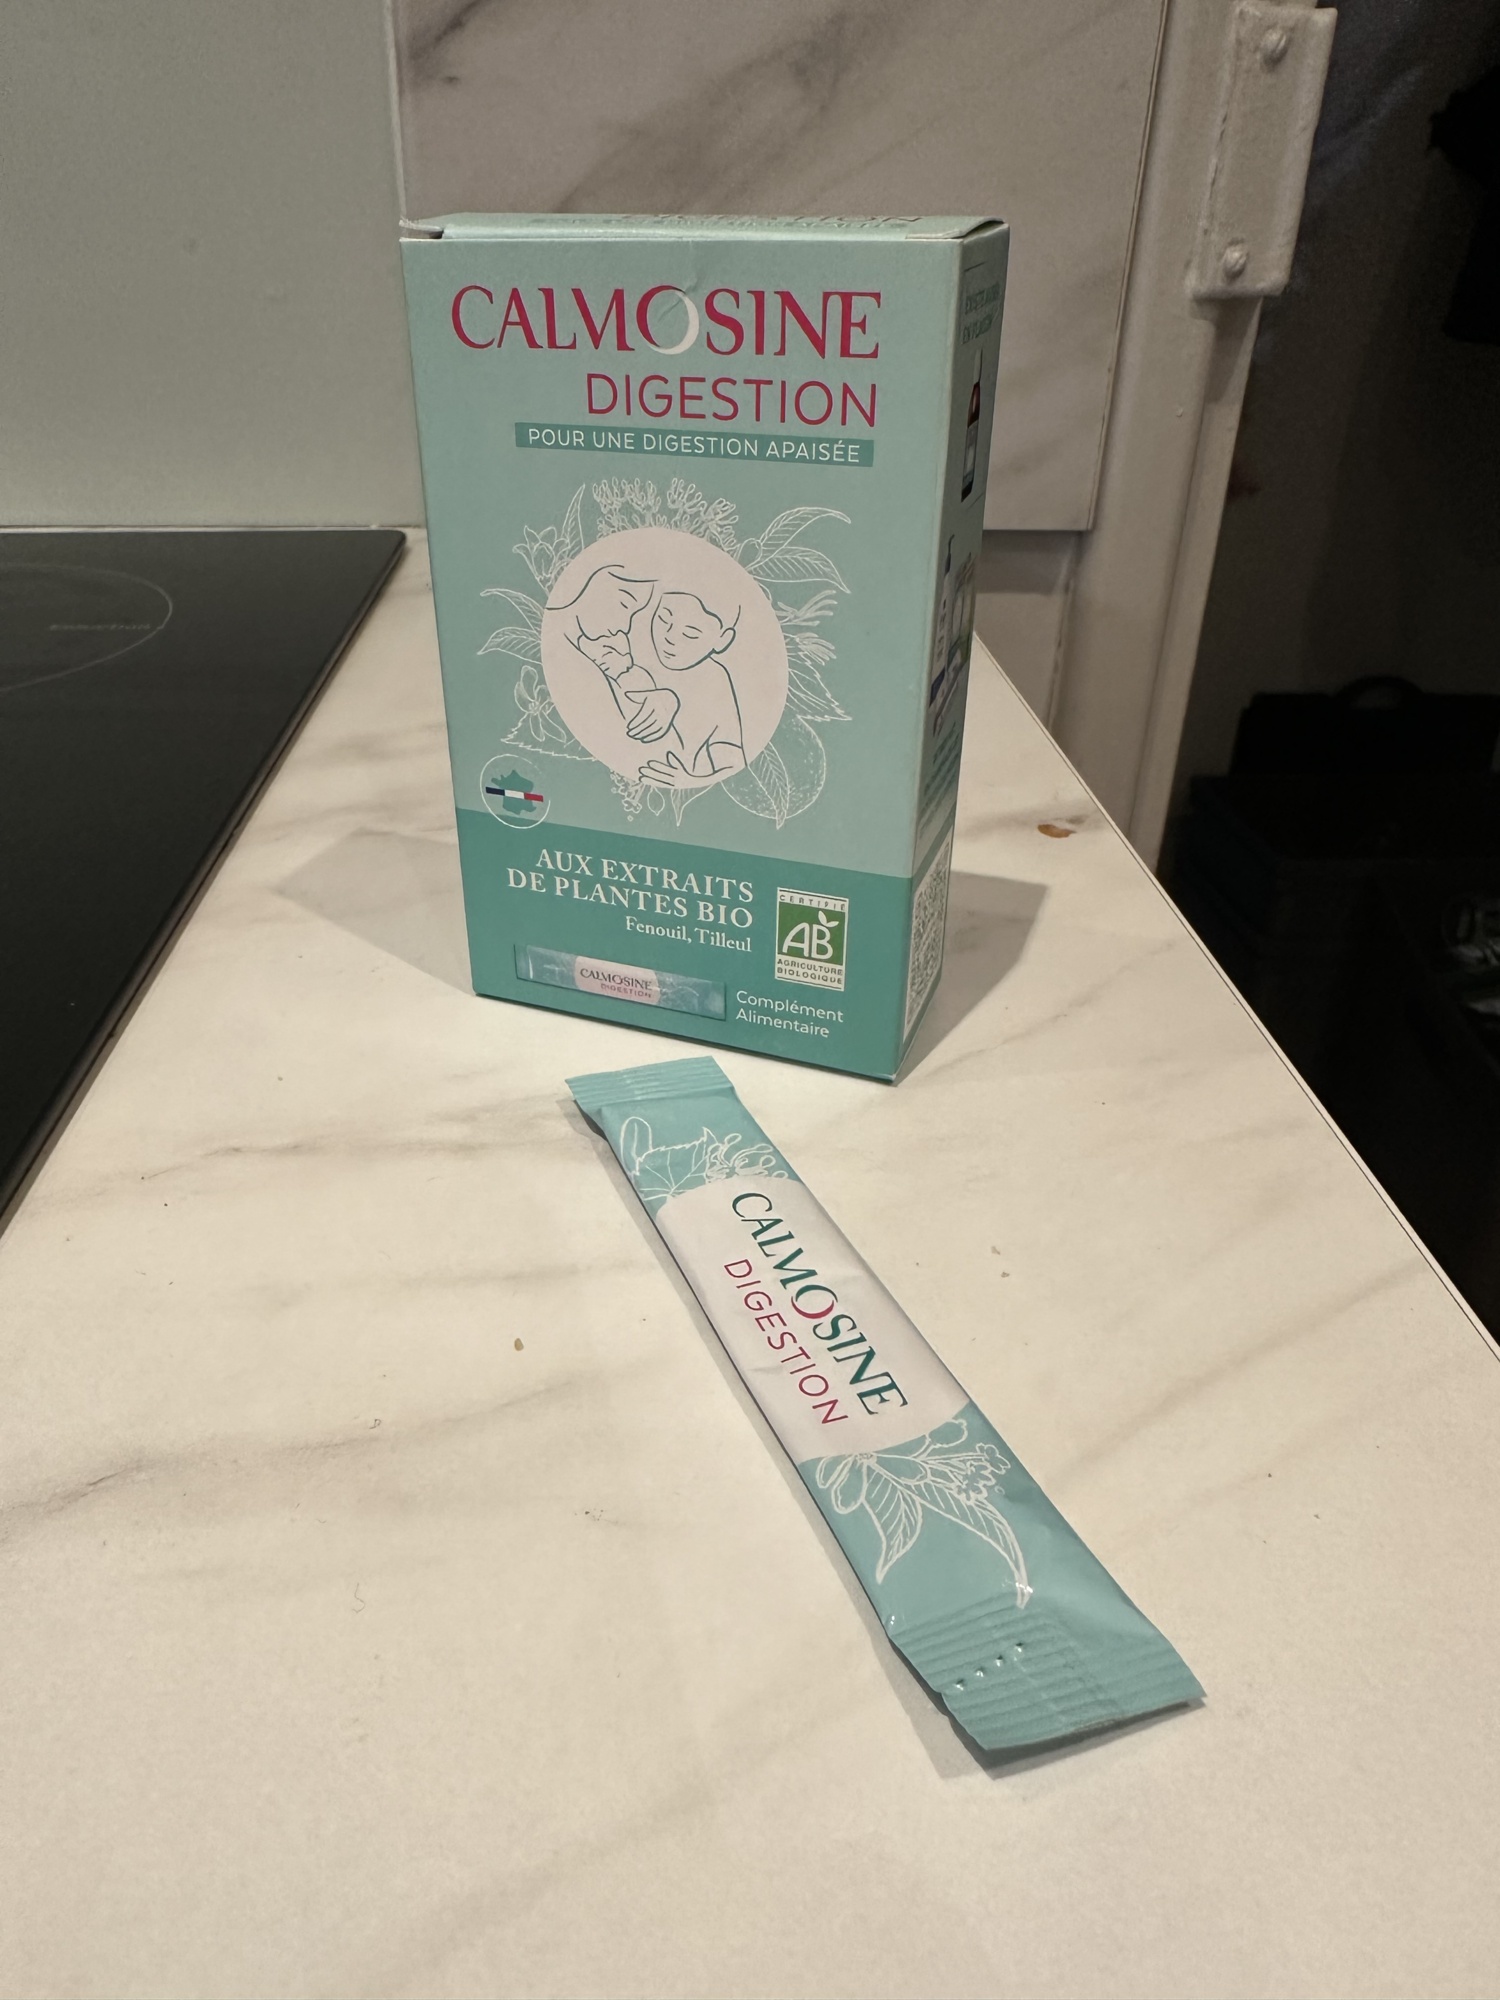 CALMOSINE
DIGESTION
POUR UNE DIGESTION APAISÉE
AUX EXTRAITS
DE PLANTES BIO
Fenouil, Tilleul
CERTIFIÉ
AB
AGRICULTURE
BIOLOGIQUE
CALMOSINE
DIGESTION
Complément
Alimentaire
CALMOSINE
DIGESTION